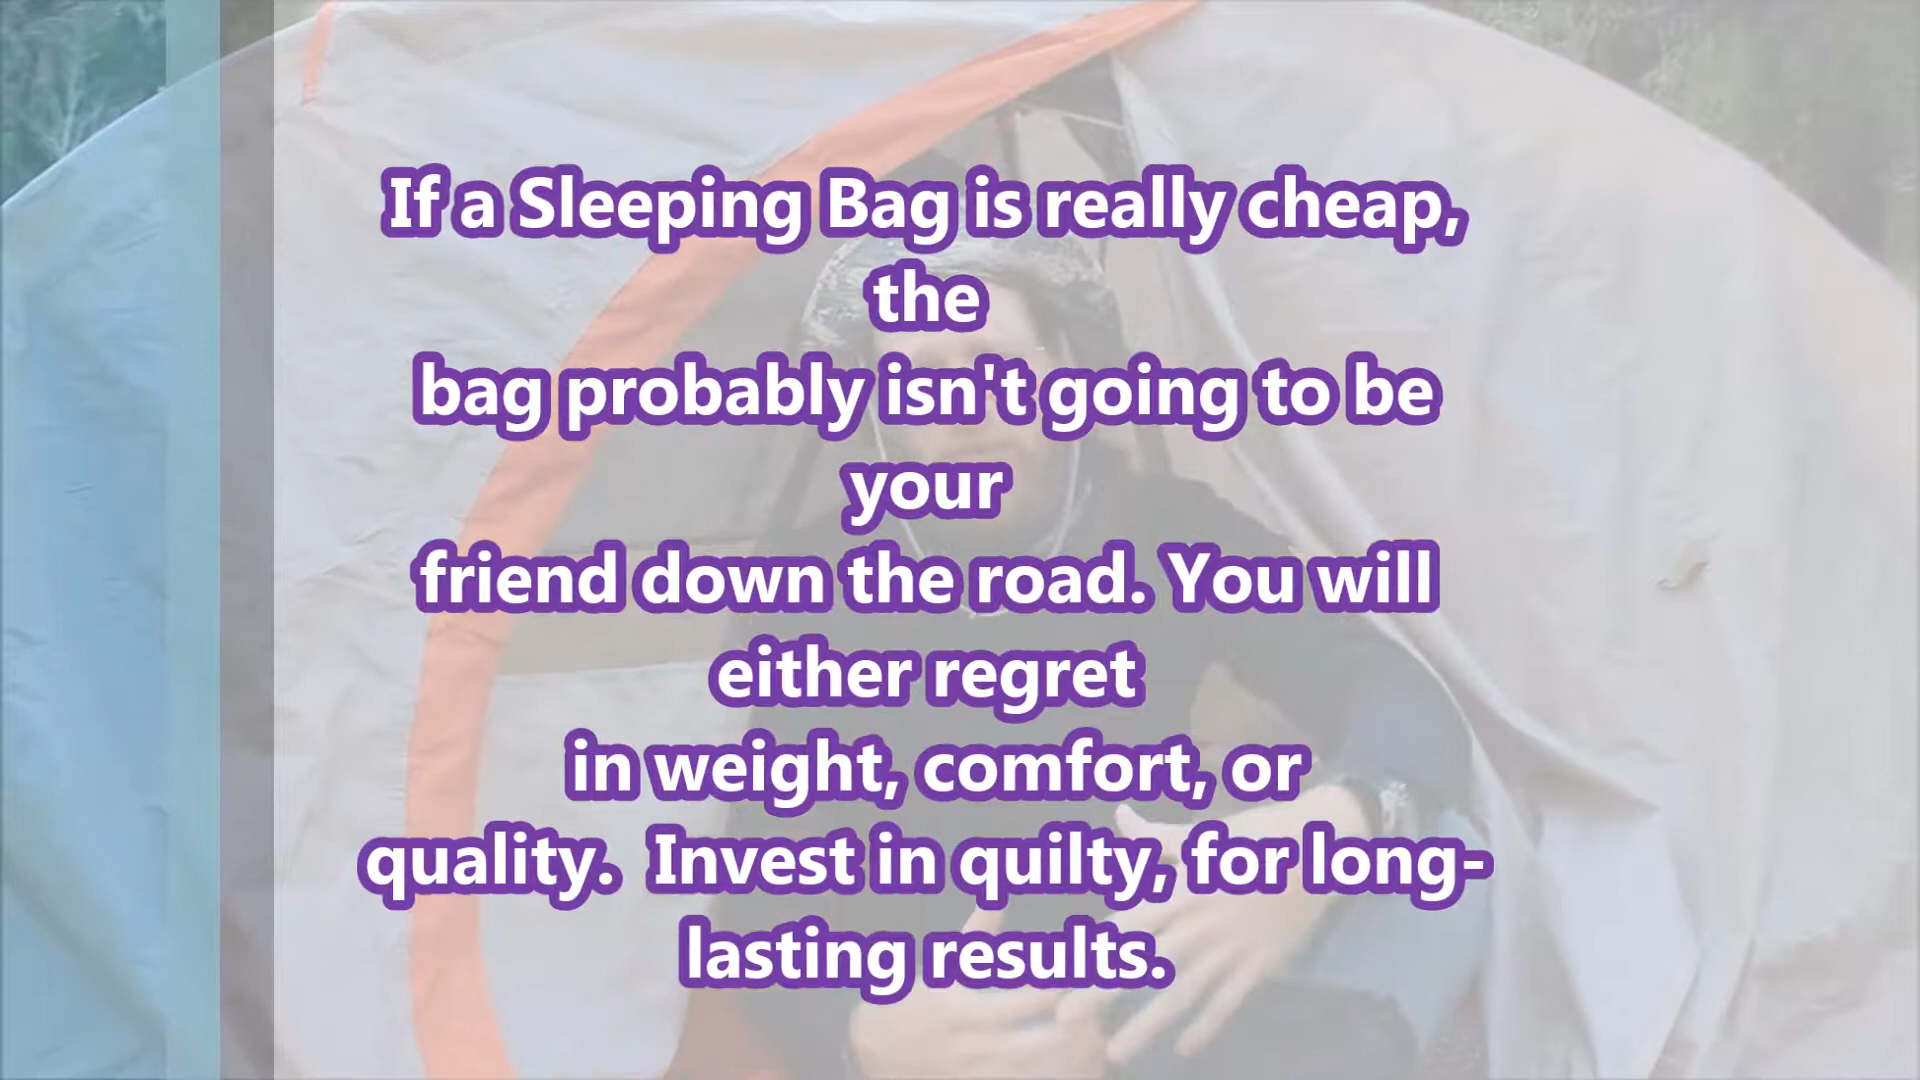 If a Sleeping Bag is really cheap,
the
bag probably isn't going to be
your
friend down the road. You will
either regret
in weight, comfort, or
quality.  Invest in quilty, for long-
lasting results.